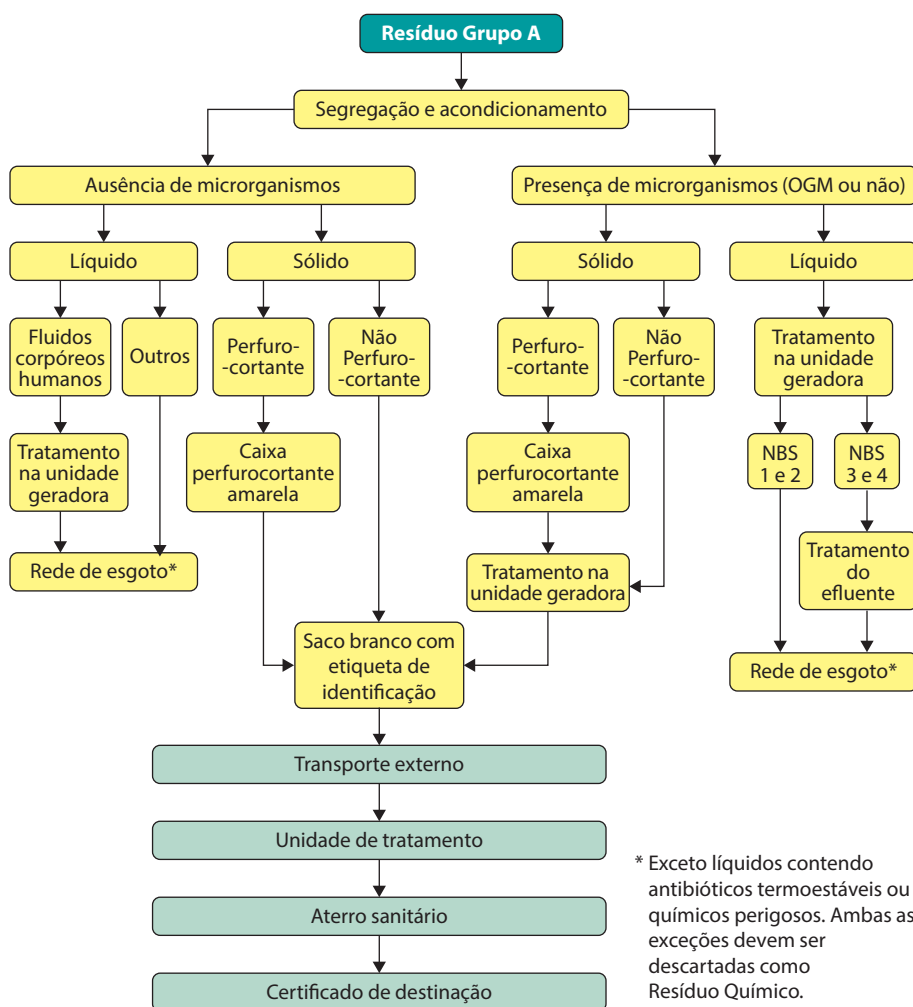 Resíduo Grupo A
Segregação e acondicionamento
Ausência de microrganismos
Presença de microrganismos (OGM ou não)
Líquido
Sólido
Sólido
Líquido
Fluidos
corpóreos
humanos
Outros
Perfuro-
-cortante
Não
Perfuro-
-cortante
Perfuro-
-cortante
Não
Perfuro-
-cortante
Tratamento
na unidade
geradora
Tratamento
na unidade
geradora
Caixa
perfurocortante
amarela
Caixa
perfurocortante
amarela
NBS
1 e 2
NBS
3 e 4
Rede de esgoto*
Tratamento na
unidade geradora
Tratamento
do
efluente
Saco branco com
etiqueta de
identificação
Rede de esgoto*
Transporte externo
Unidade de tratamento
Aterro sanitário
Certificado de destinação
* Exceto líquidos contendo
antibióticos termoestáveis ou
químicos perigosos. Ambas as
exceções devem ser
descartadas como
Resíduo Químico.